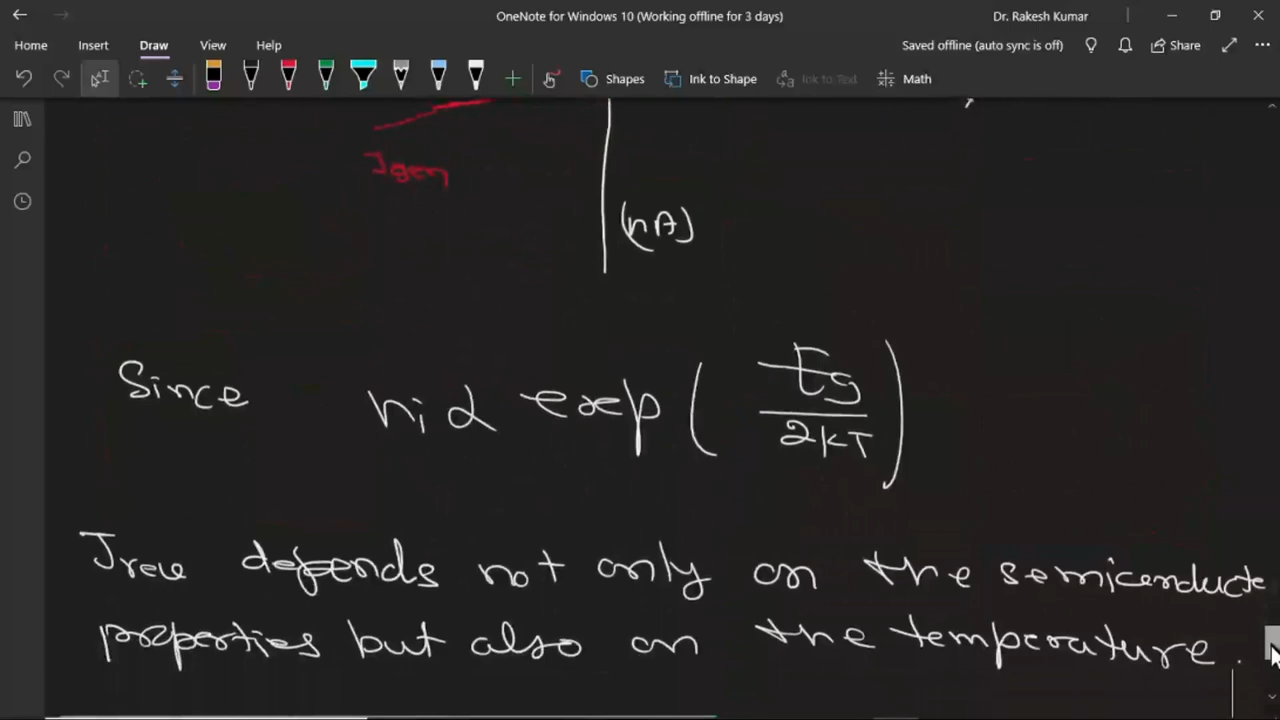 OneNote for Windows 10 (Working offline for 3 days)
Dr. Rakesh Kumar
Home Insert Draw View Help
Saved offline (auto sync is off) Share
Shapes Ink to Shape Ink to Text Math
Jgen
(nA)
Since ni α exp( -Eg / 2kT )
Jrev depends not only on the semiconducto
properties but also on the temperature.